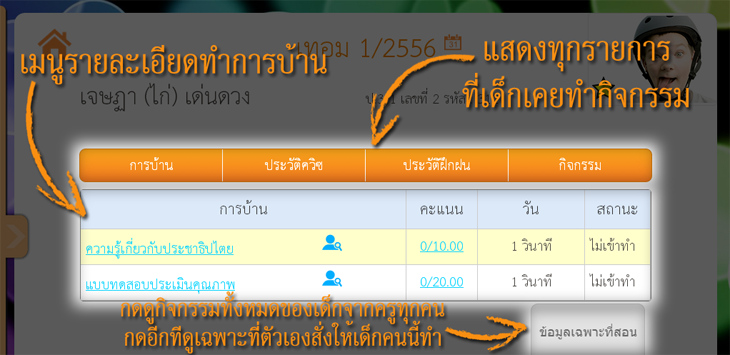 เทอม 1/2556 31
แสดงทุกรายการ
เมนูรายละเอียดทำการบ้าน
ที่เด็กเคยทำกิจกรรม
เจษฏา (ไก่) เด่นดวง
เลขที่ 2 รหัส
การบ้าน ประวัติควิซ ประวัติฝึกฝน กิจกรรม
การบ้าน คะแนน วัน สถานะ
ความรู้เกี่ยวกับประชาธิปไตย 0/10.00 1 วินาที ไม่เข้าทำ
แบบทดสอบประเมินคุณภาพ 0/20.00 1 วินาที ไม่เข้าทำ
กดดูกิจกรรมทั้งหมดของเด็กจากครูทุกคน
กดอีกทีดูเฉพาะที่ตัวเองสั่งให้เด็กคนนี้ทำ
ข้อมูลเฉพาะที่สอน